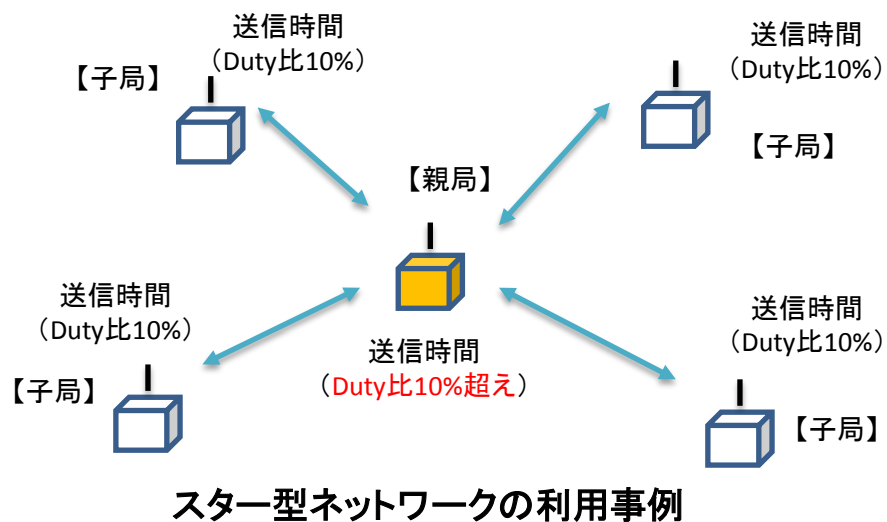 送信時間
（Duty比10%）
【子局】
送信時間
（Duty比10%）
【子局】
【親局】
送信時間
（Duty比10%超え）
送信時間
（Duty比10%）
【子局】
送信時間
（Duty比10%）
【子局】
スター型ネットワークの利用事例